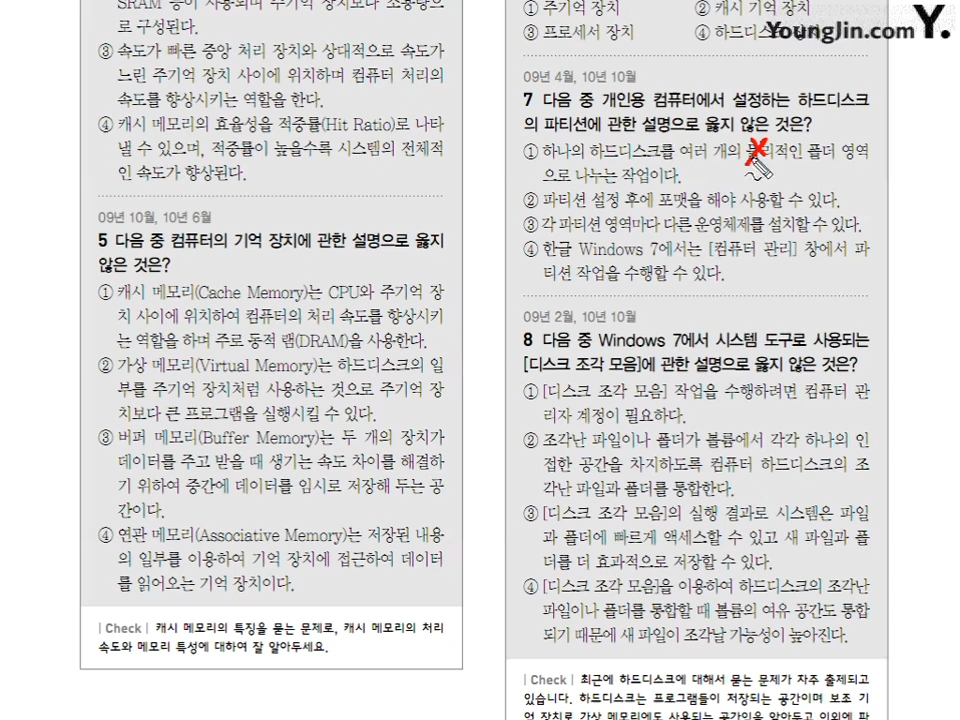 SRAM 등이 사용되며 주기억 장치보다 소용량으
로 구성된다.
③ 속도가 빠른 중앙 처리 장치와 상대적으로 속도가
느린 주기억 장치 사이에 위치하며 컴퓨터 처리의
속도를 향상시키는 역할을 한다.
④ 캐시 메모리의 효율성을 적중률(Hit Ratio)로 나타
낼 수 있으며, 적중률이 높을수록 시스템의 전체적
인 속도가 향상된다.
09년 10월, 10년 6월
5 다음 중 컴퓨터의 기억 장치에 관한 설명으로 옳지
않은 것은?
① 캐시 메모리(Cache Memory)는 CPU와 주기억 장
치 사이에 위치하여 컴퓨터의 처리 속도를 향상시키
는 역할을 하며 주로 동적 램(DRAM)을 사용한다.
② 가상 메모리(Virtual Memory)는 하드디스크의 일
부를 주기억 장치처럼 사용하는 것으로 주기억 장
치보다 큰 프로그램을 실행시킬 수 있다.
③ 버퍼 메모리(Buffer Memory)는 두 개의 장치가
데이터를 주고 받을 때 생기는 속도 차이를 해결하
기 위하여 중간에 데이터를 임시로 저장해 두는 공
간이다.
④ 연관 메모리(Associative Memory)는 저장된 내용
의 일부를 이용하여 기억 장치에 접근하여 데이터
를 읽어오는 기억 장치이다.
| Check | 캐시 메모리의 특징을 묻는 문제로, 캐시 메모리의 처리
속도와 메모리 특성에 대하여 잘 알아두세요.
① 주기억 장치 ② 캐시 기억 장치
③ 프로세서 장치 ④ 하드디스크 장치
YoungJin.com Y.
09년 4월, 10년 10월
7 다음 중 개인용 컴퓨터에서 설정하는 하드디스크
의 파티션에 관한 설명으로 옳지 않은 것은?
① 하나의 하드디스크를 여러 개의 물리적인 폴더 영역
으로 나누는 작업이다.
② 파티션 설정 후에 포맷을 해야 사용할 수 있다.
③ 각 파티션 영역마다 다른 운영체제를 설치할 수 있다.
④ 한글 Windows 7에서는 [컴퓨터 관리] 창에서 파
티션 작업을 수행할 수 있다.
09년 2월, 10년 10월
8 다음 중 Windows 7에서 시스템 도구로 사용되는
[디스크 조각 모음]에 관한 설명으로 옳지 않은 것은?
① [디스크 조각 모음] 작업을 수행하려면 컴퓨터 관
리자 계정이 필요하다.
② 조각난 파일이나 폴더가 볼륨에서 각각 하나의 인
접한 공간을 차지하도록 컴퓨터 하드디스크의 조
각난 파일과 폴더를 통합한다.
③ [디스크 조각 모음]의 실행 결과로 시스템은 파일
과 폴더에 빠르게 액세스할 수 있고 새 파일과 폴
더를 더 효과적으로 저장할 수 있다.
④ [디스크 조각 모음]을 이용하여 하드디스크의 조각난
파일이나 폴더를 통합할 때 볼륨의 여유 공간도 통합
되기 때문에 새 파일이 조각날 가능성이 높아진다.
| Check | 최근에 하드디스크에 대해서 묻는 문제가 자주 출제되고
있습니다. 하드디스크는 프로그램들이 저장되는 공간이며 보조 기
억 장치로 가상 메모리에도 사용되는 공간임을 알아두고 이외에 파